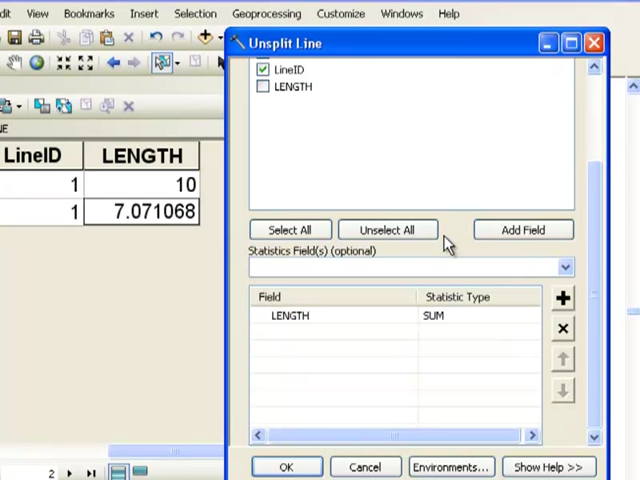 dit View Bookmarks Insert Selection Geoprocessing Customize Windows Help
Unsplit Line
LineID
LENGTH
NE
LineID LENGTH
1 10
1 7.071068
Select All Unselect All Add Field
Statistics Field(s) (optional)
Field Statistic Type
LENGTH SUM
2
OK Cancel Environments... Show Help >>